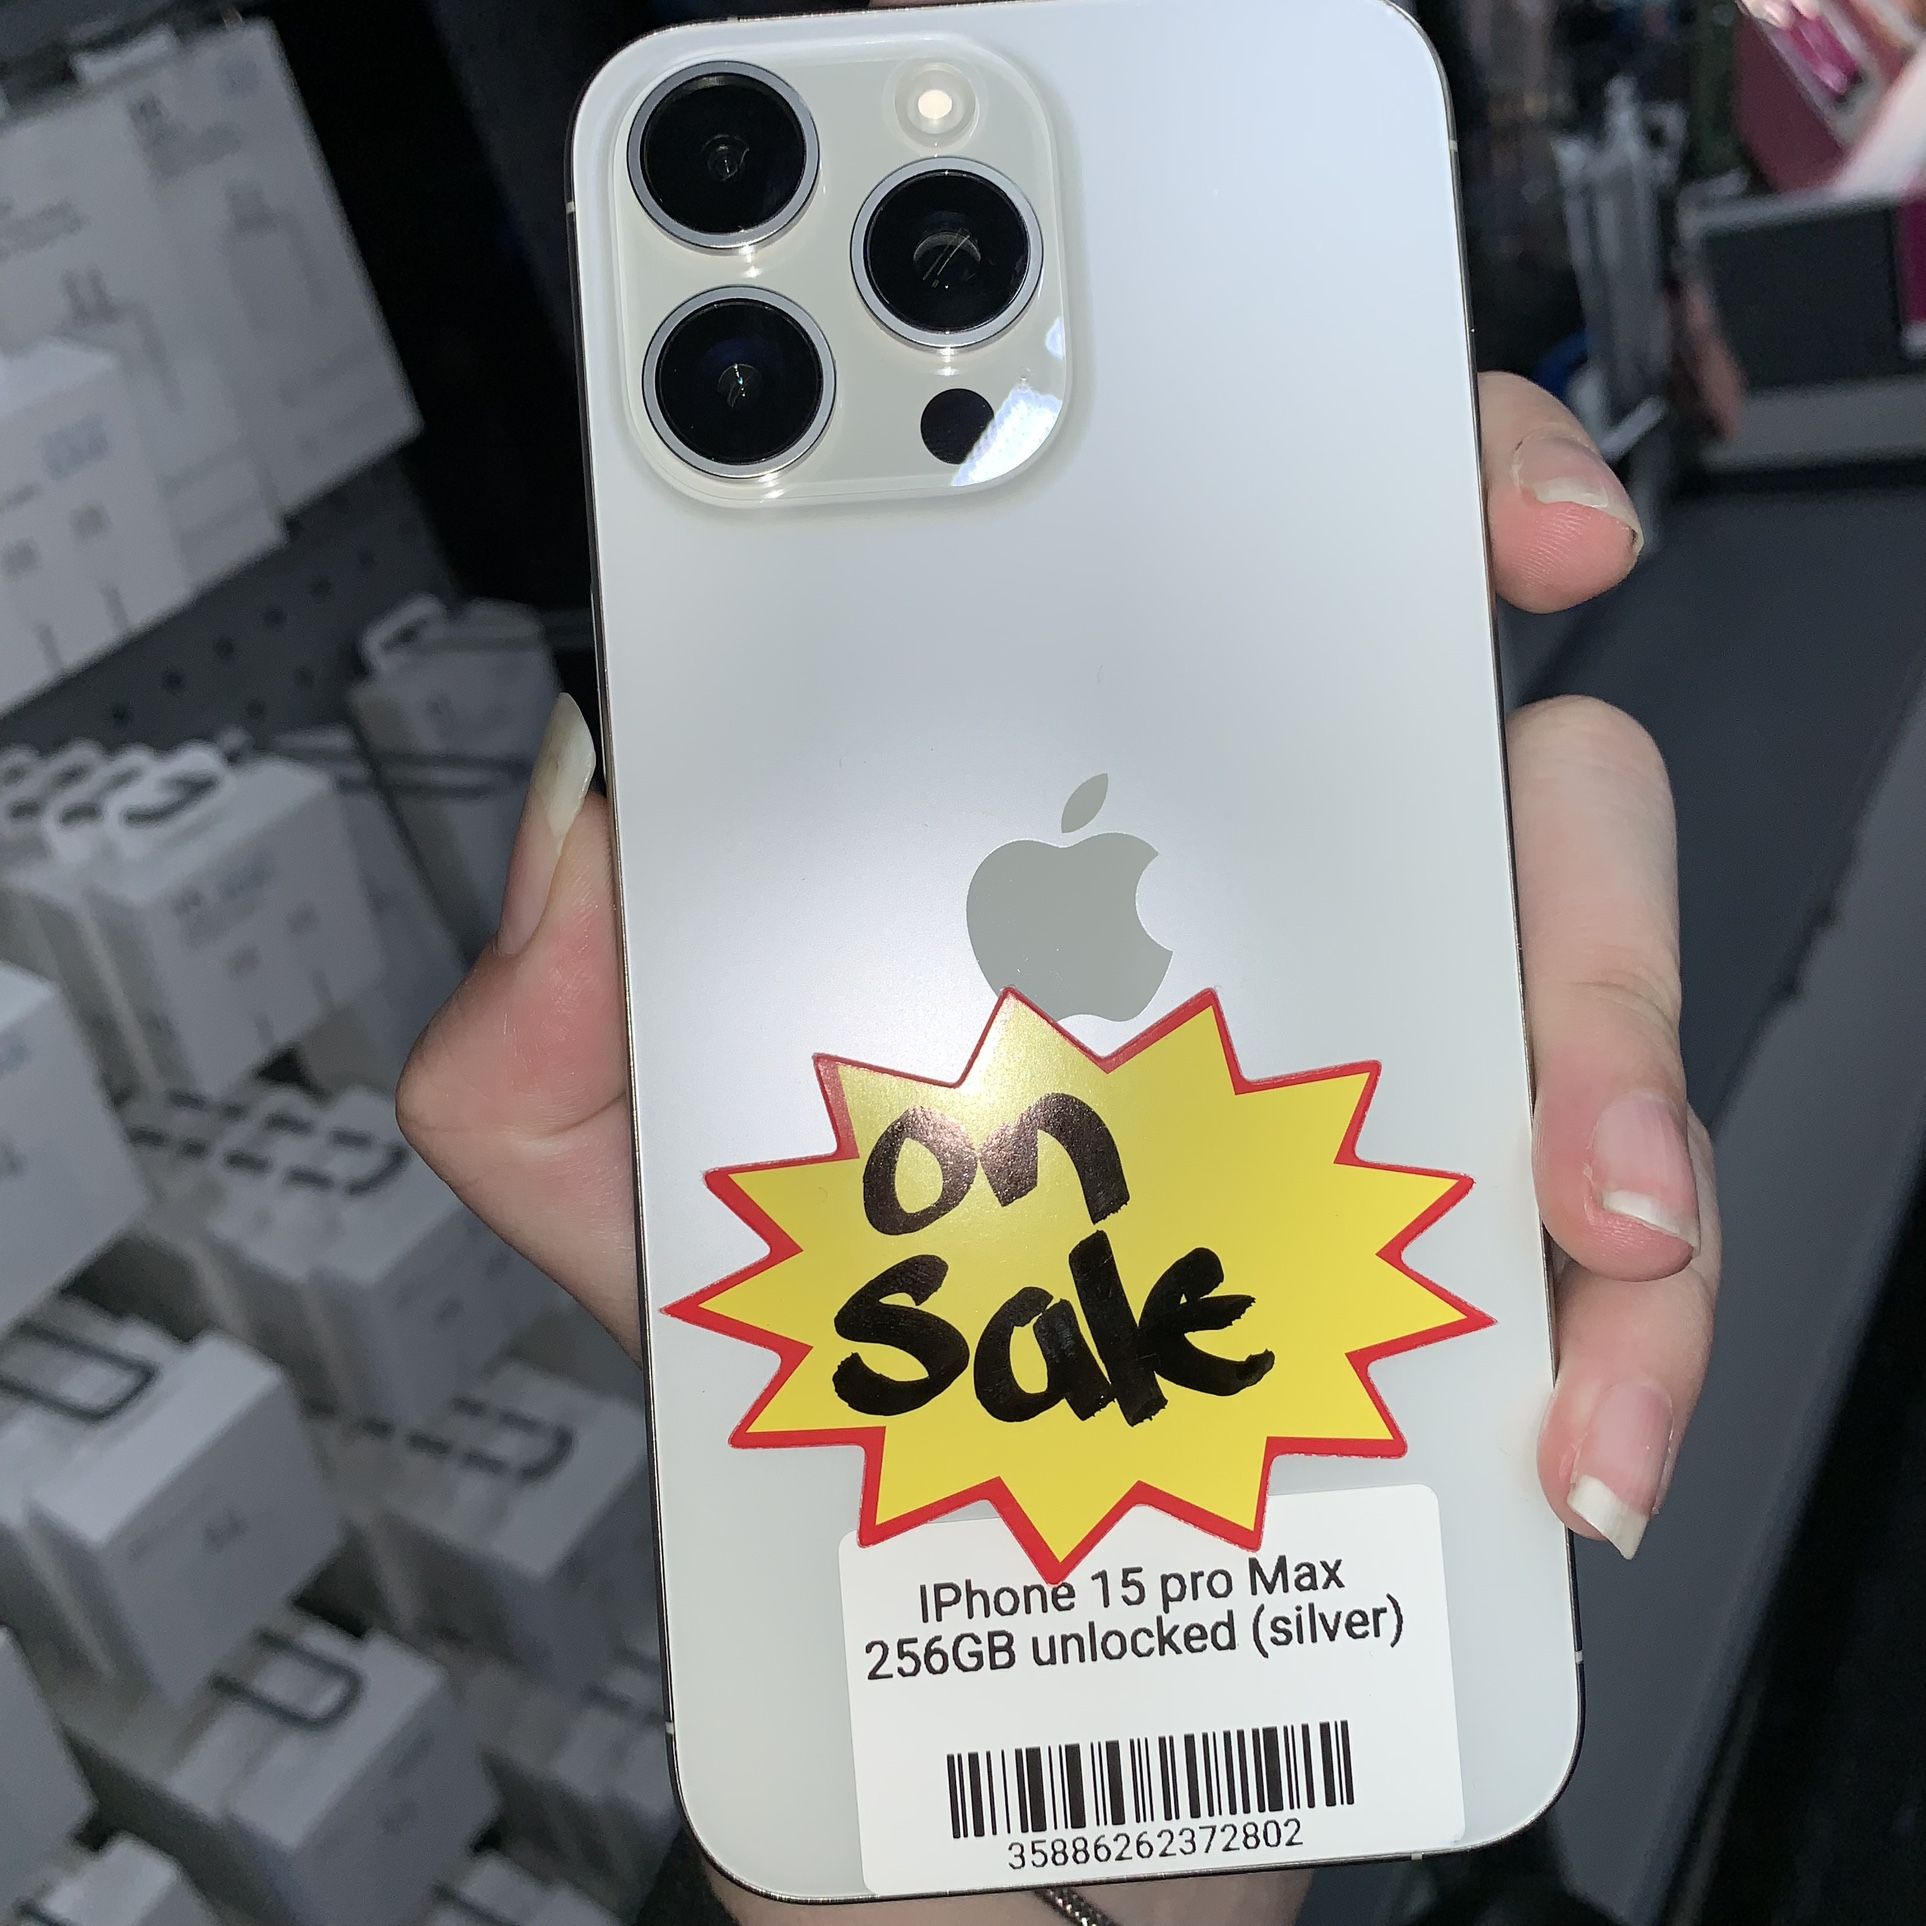 on
sale
IPhone 15 pro Max
256GB unlocked (silver)
35886262372802